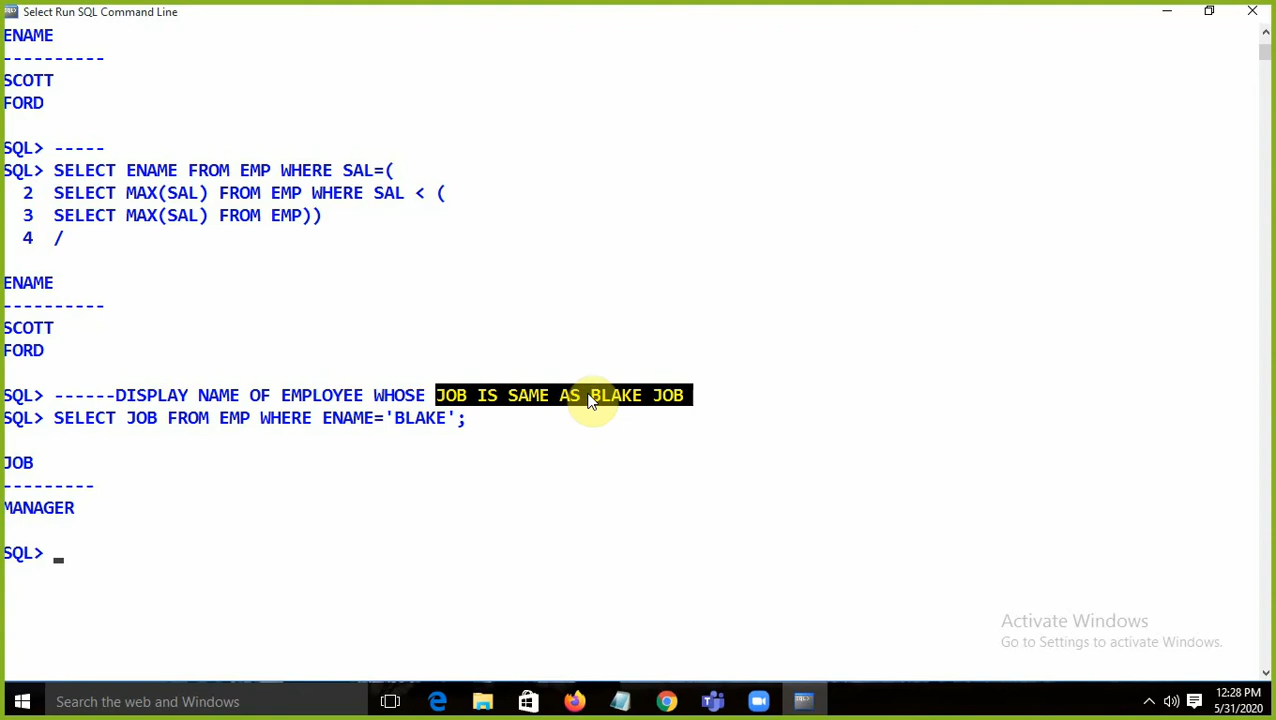 Select Run SQL Command Line
ENAME
----------
SCOTT
FORD
SQL> -----
SQL> SELECT ENAME FROM EMP WHERE SAL=(
2 SELECT MAX(SAL) FROM EMP WHERE SAL < (
3 SELECT MAX(SAL) FROM EMP))
4 /
ENAME
----------
SCOTT
FORD
SQL> ------DISPLAY NAME OF EMPLOYEE WHOSE JOB IS SAME AS BLAKE JOB
SQL> SELECT JOB FROM EMP WHERE ENAME='BLAKE';
JOB
---------
MANAGER
SQL>
Activate Windows
Go to Settings to activate Windows.
Search the web and Windows
12:28 PM
5/31/2020